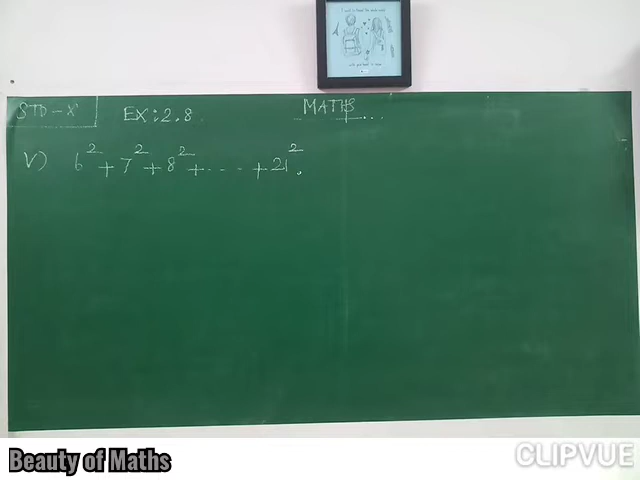 STD - X
EX: 2.8
MATHS
V) 6² + 7² + 8² + .... + 21².
Beauty of Maths
CLIPVUE